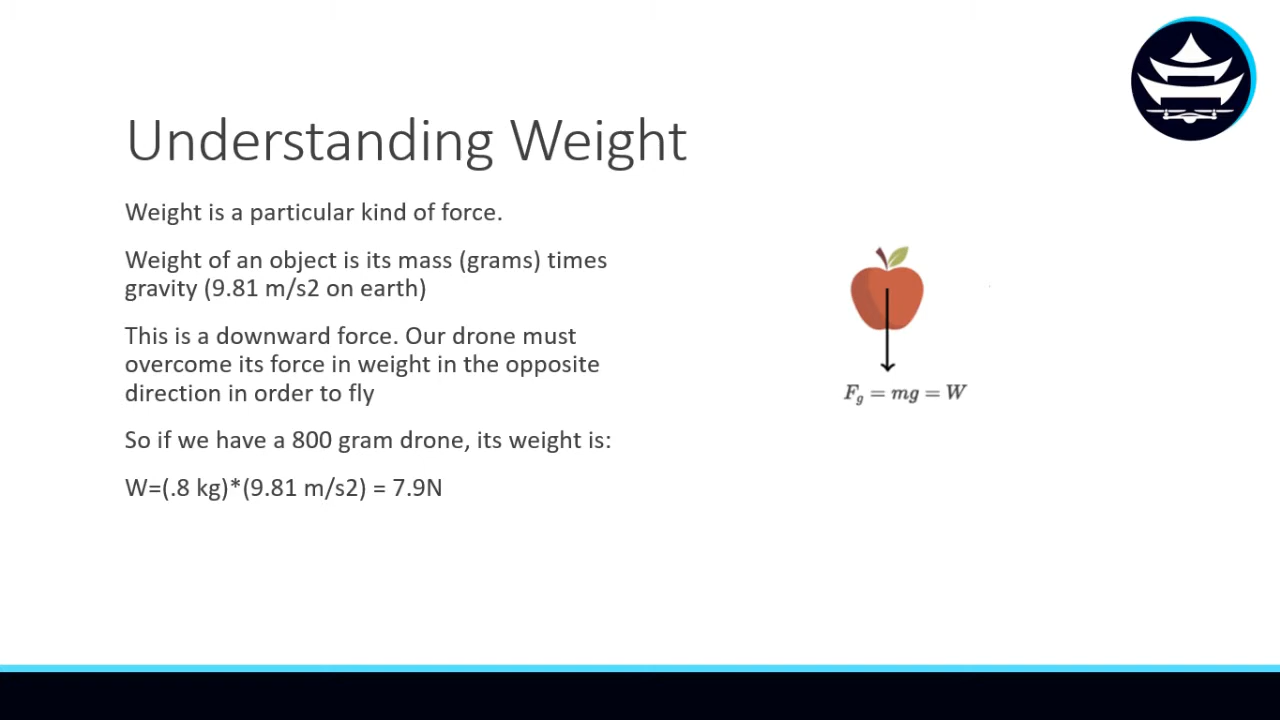 Understanding Weight
Weight is a particular kind of force.
Weight of an object is its mass (grams) times
gravity (9.81 m/s2 on earth)
This is a downward force. Our drone must
overcome its force in weight in the opposite
direction in order to fly
So if we have a 800 gram drone, its weight is:
W=(.8 kg)*(9.81 m/s2) = 7.9N
F_g = mg = W